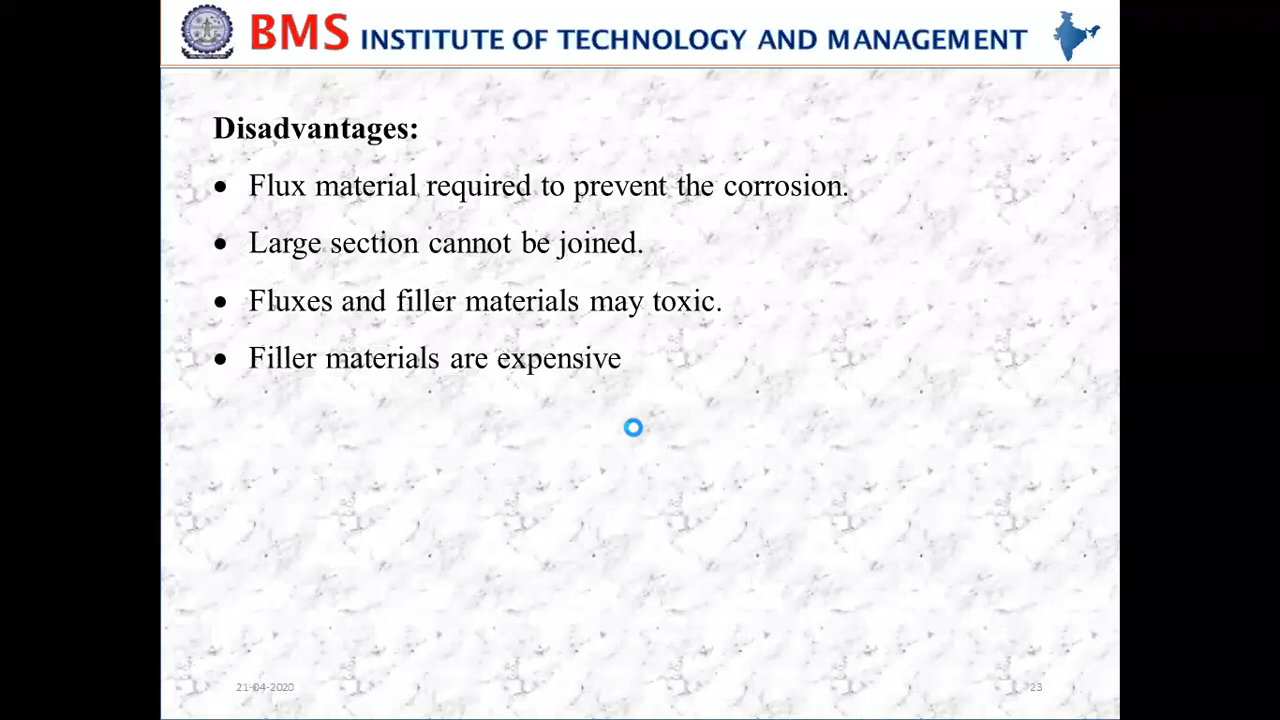 BMS INSTITUTE OF TECHNOLOGY AND MANAGEMENT
Disadvantages:
• Flux material required to prevent the corrosion.
• Large section cannot be joined.
• Fluxes and filler materials may toxic.
• Filler materials are expensive
21-04-2020
23